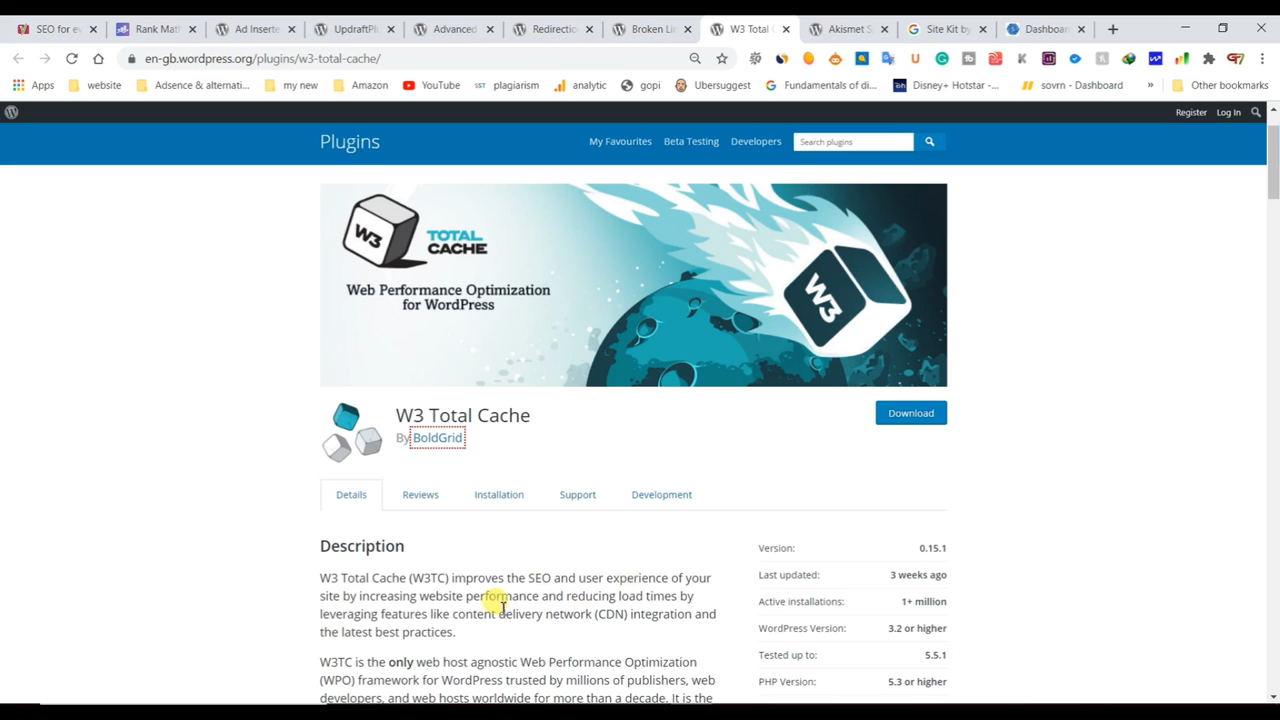 SEO for ev
Rank Math
Ad Inserte
UpdraftPlu
Advanced
Redirectio
Broken Lin
W3 Total C
Akismet Sp
Site Kit by
DashboardP
en-gb.wordpress.org/plugins/w3-total-cache/
Apps
website
Adsence & alternati...
my new
Amazon
YouTube
SST plagiarism
analytic
gopi
Ubersuggest
Fundamentals of di...
Disney+ Hotstar -...
sovrn - Dashboard
»
Other bookmarks
Register
Log In
Plugins
My Favourites
Beta Testing
Developers
Search plugins
W3
TOTAL
CACHE
Web Performance Optimization
for WordPress
W3
W3 Total Cache
By BoldGrid
Download
Details
Reviews
Installation
Support
Development
Description
W3 Total Cache (W3TC) improves the SEO and user experience of your
site by increasing website performance and reducing load times by
leveraging features like content delivery network (CDN) integration and
the latest best practices.
W3TC is the only web host agnostic Web Performance Optimization
(WPO) framework for WordPress trusted by millions of publishers, web
developers, and web hosts worldwide for more than a decade. It is the
Version: 0.15.1
Last updated: 3 weeks ago
Active installations: 1+ million
WordPress Version: 3.2 or higher
Tested up to: 5.5.1
PHP Version: 5.3 or higher